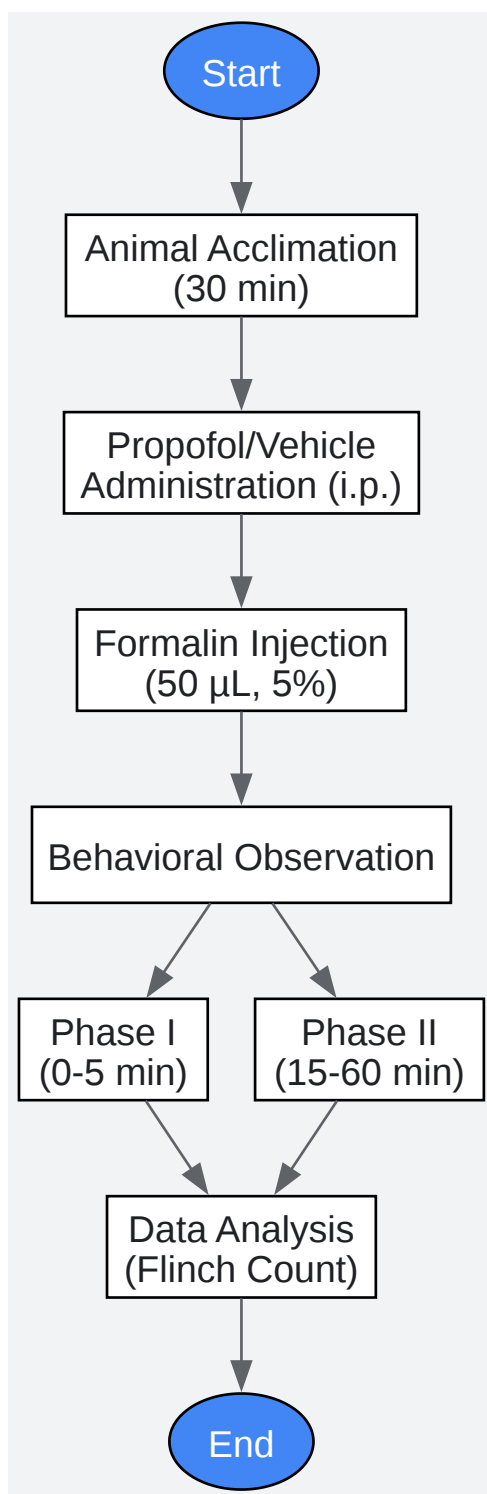 Start
Animal Acclimation
(30 min)
Propofol/Vehicle
Administration (i.p.)
Formalin Injection
(50 µL, 5%)
Behavioral Observation
Phase I
(0-5 min)
Phase II
(15-60 min)
Data Analysis
(Flinch Count)
End